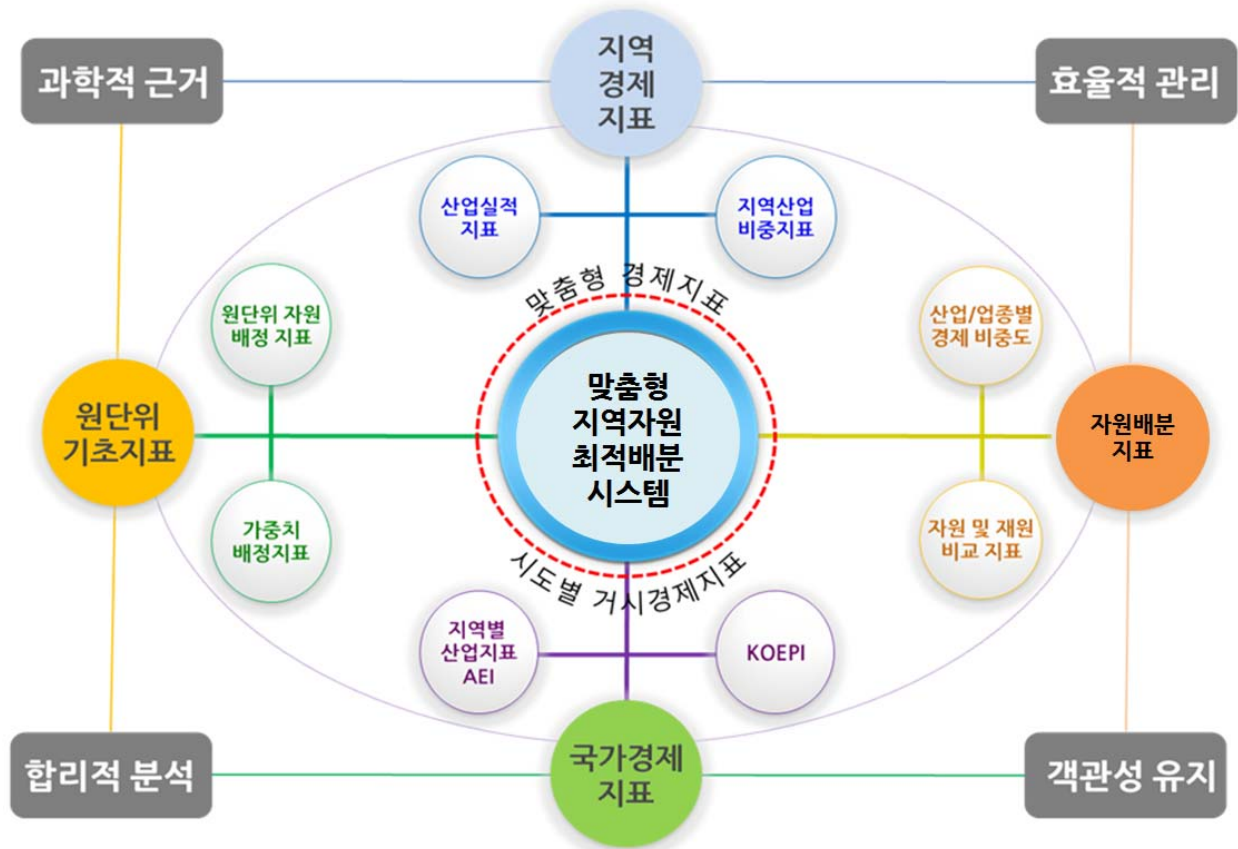 과학적 근거
지역
경제
지표
효율적 관리
산업실적
지표
지역산업
비중지표
맞춤형 경제지표
원단위 자원
배정 지표
산업/업종별
경제 비중도
원단위
기초지표
맞춤형
지역자원
최적배분
시스템
자원배분
지표
가중치
배정지표
자원 및 재원
비교 지표
시도별 거시경제지표
지역별
산업지표
AEI
KOEPI
합리적 분석
국가경제
지표
객관성 유지